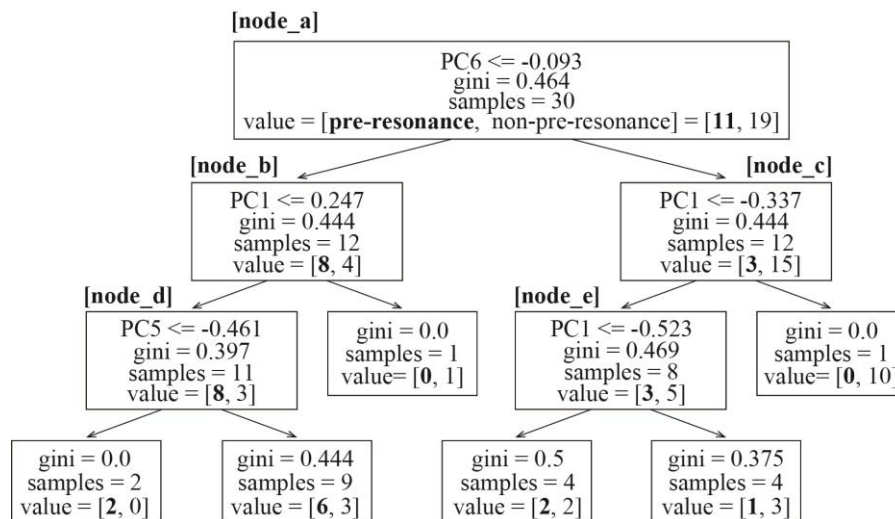 [node_a]
PC6 <= -0.093
gini = 0.464
samples = 30
value = [pre-resonance, non-pre-resonance] = [11, 19]
[node_b]
PC1 <= 0.247
gini = 0.444
samples = 12
value = [8, 4]
[node_c]
PC1 <= -0.337
gini = 0.444
samples = 12
value = [3, 15]
[node_d]
PC5 <= -0.461
gini = 0.397
samples = 11
value = [8, 3]
gini = 0.0
samples = 1
value= [0, 1]
[node_e]
PC1 <= -0.523
gini = 0.469
samples = 8
value = [3, 5]
gini = 0.0
samples = 1
value= [0, 10]
gini = 0.0
samples = 2
value = [2, 0]
gini = 0.444
samples = 9
value = [6, 3]
gini = 0.5
samples = 4
value = [2, 2]
gini = 0.375
samples = 4
value = [1, 3]